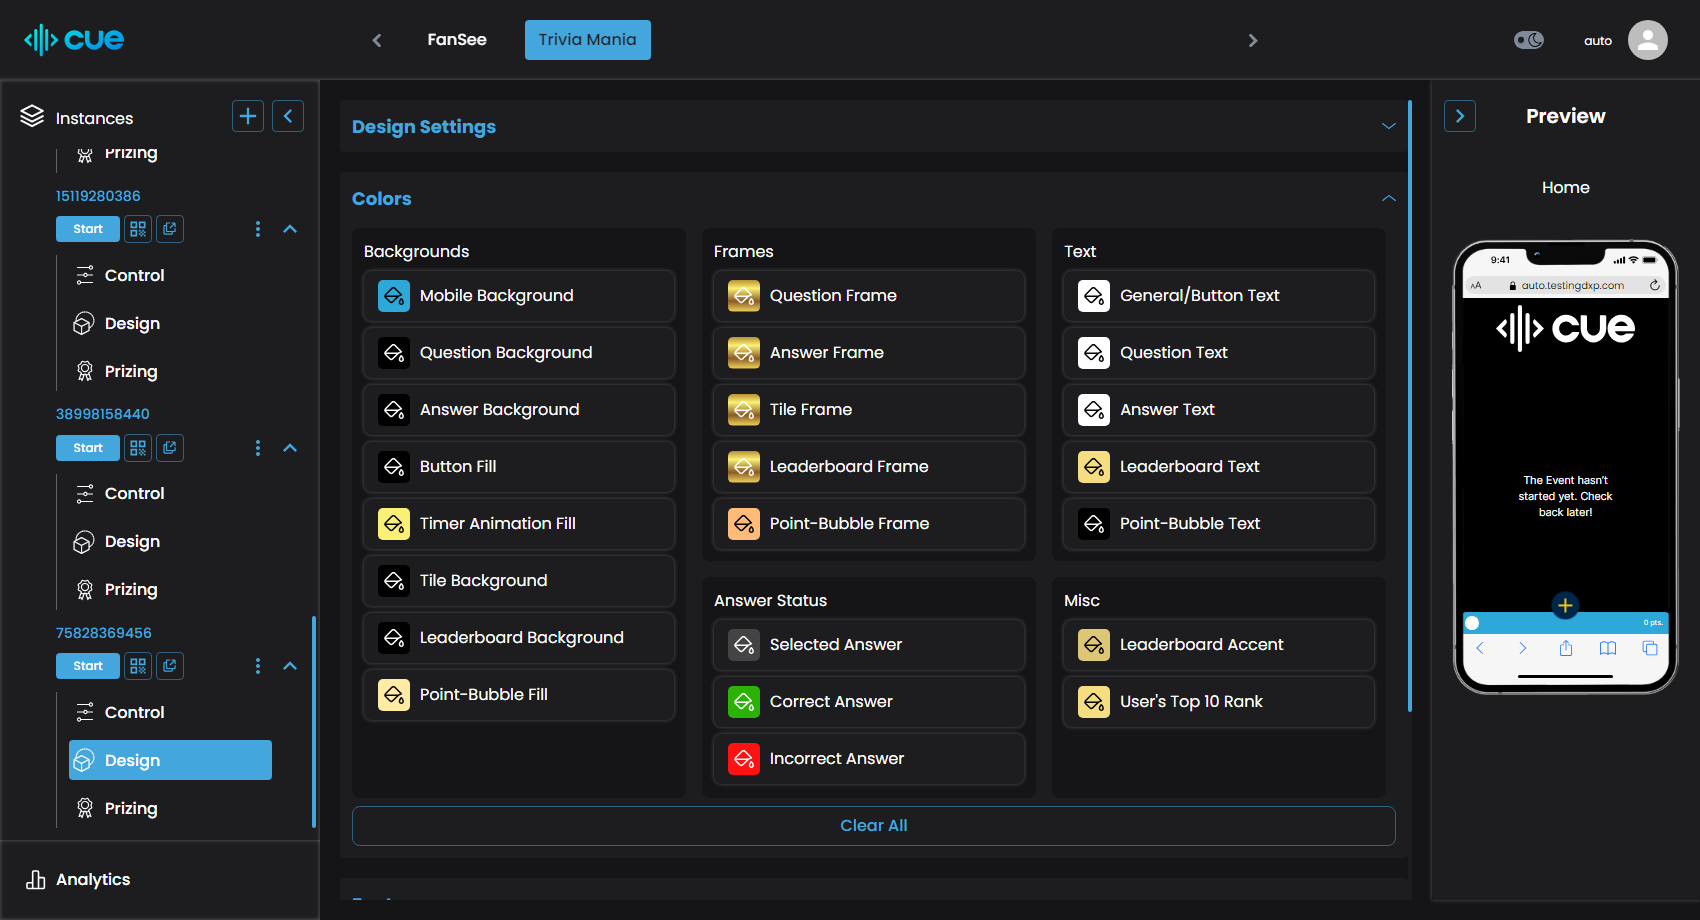 cue
FanSee
Trivia Mania
auto
Instances
Prizing
15119280386
Start
Control
Design
Prizing
38998158440
Start
Control
Design
Prizing
75828369456
Start
Control
Design
Prizing
Analytics
Design Settings
Colors
Backgrounds
Mobile Background
Question Background
Answer Background
Button Fill
Timer Animation Fill
Tile Background
Leaderboard Background
Point-Bubble Fill
Frames
Question Frame
Answer Frame
Tile Frame
Leaderboard Frame
Point-Bubble Frame
Answer Status
Selected Answer
Correct Answer
Incorrect Answer
Text
General/Button Text
Question Text
Answer Text
Leaderboard Text
Point-Bubble Text
Misc
Leaderboard Accent
User's Top 10 Rank
Clear All
Preview
Home
9:41
AA
auto.testingdxp.com
cue
The Event hasn't
started yet. Check
back later!
0 pts.